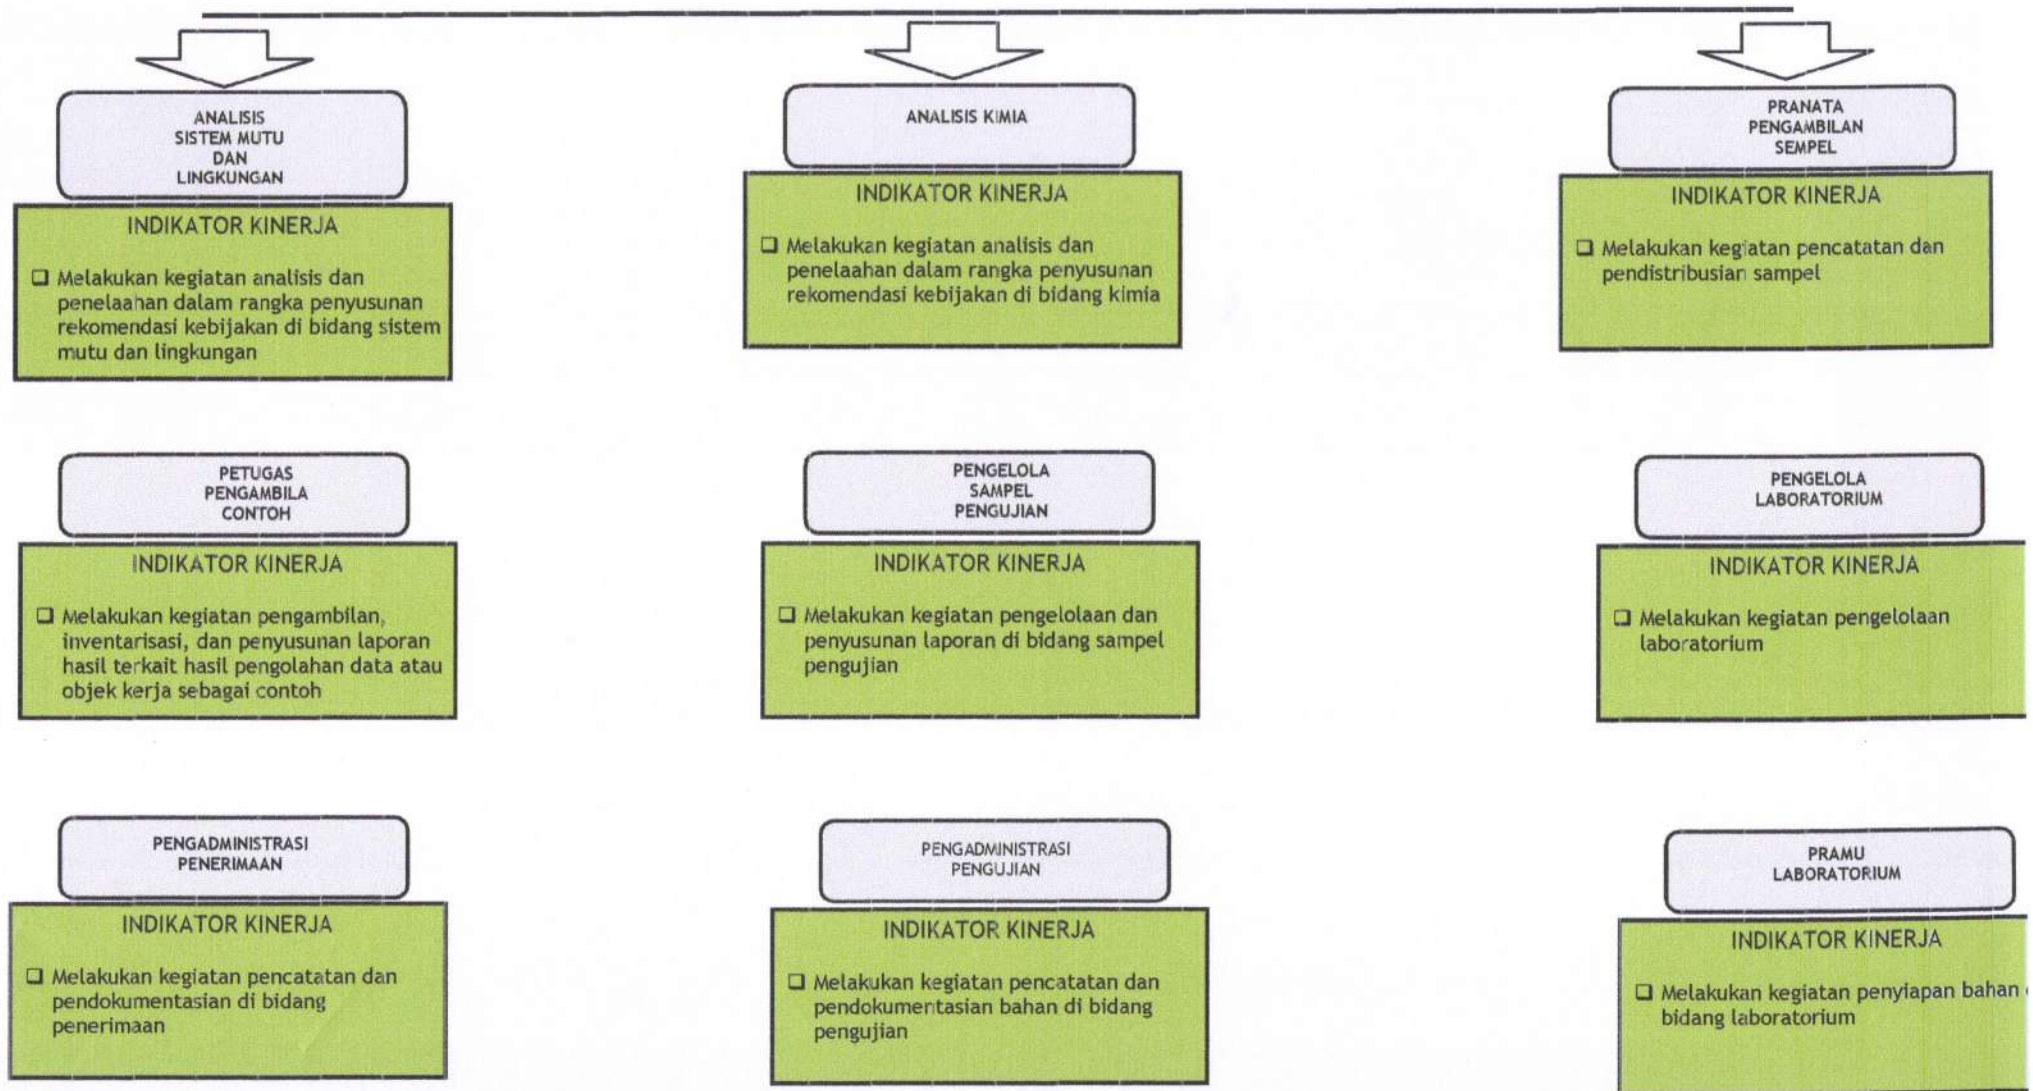 ANALISIS
SISTEM MUTU
DAN
LINGKUNGAN
INDIKATOR KINERJA
❑ Melakukan kegiatan analisis dan
penelaahan dalam rangka penyusunan
rekomendasi kebijakan di bidang sistem
mutu dan lingkungan
ANALISIS KIMIA
INDIKATOR KINERJA
❑ Melakukan kegiatan analisis dan
penelaahan dalam rangka penyusunan
rekomendasi kebijakan di bidang kimia
PRANATA
PENGAMBILAN
SEMPEL
INDIKATOR KINERJA
❑ Melakukan kegiatan pencatatan dan
pendistribusian sampel
PETUGAS
PENGAMBILA
CONTOH
INDIKATOR KINERJA
❑ Melakukan kegiatan pengambilan,
inventarisasi, dan penyusunan laporan
hasil terkait hasil pengolahan data atau
objek kerja sebagai contoh
PENGELOLA
SAMPEL
PENGUJIAN
INDIKATOR KINERJA
❑ Melakukan kegiatan pengelolaan dan
penyusunan laporan di bidang sampel
pengujian
PENGELOLA
LABORATORIUM
INDIKATOR KINERJA
❑ Melakukan kegiatan pengelolaan
laboratorium
PENGADMINISTRASI
PENERIMAAN
INDIKATOR KINERJA
❑ Melakukan kegiatan pencatatan dan
pendokumentasian di bidang
penerimaan
PENGADMINISTRASI
PENGUJIAN
INDIKATOR KINERJA
❑ Melakukan kegiatan pencatatan dan
pendokumentasian bahan di bidang
pengujian
PRAMU
LABORATORIUM
INDIKATOR KINERJA
❑ Melakukan kegiatan penyiapan bahan
bidang laboratorium